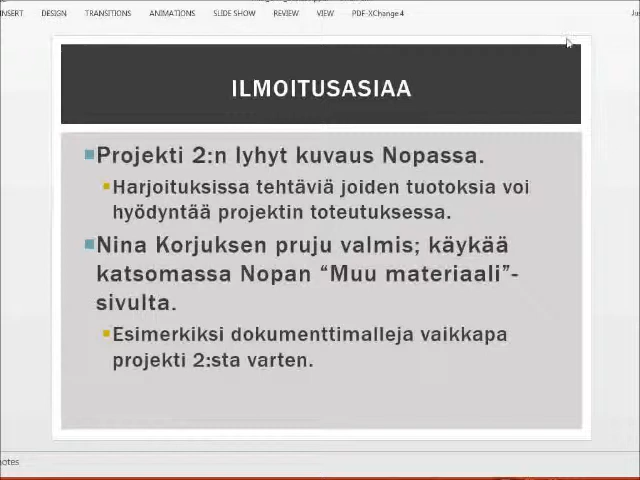 INSERT DESIGN TRANSITIONS ANIMATIONS SLIDE SHOW REVIEW VIEW PDF-XChange 4
ILMOITUSASIAA
Projekti 2:n lyhyt kuvaus Nopassa.
Harjoituksissa tehtäviä joiden tuotoksia voi
hyödyntää projektin toteutuksessa.
Nina Korjuksen pruju valmis; käykää
katsomassa Nopan “Muu materiaali”-
sivulta.
Esimerkiksi dokumenttimalleja vaikkapa
projekti 2:sta varten.